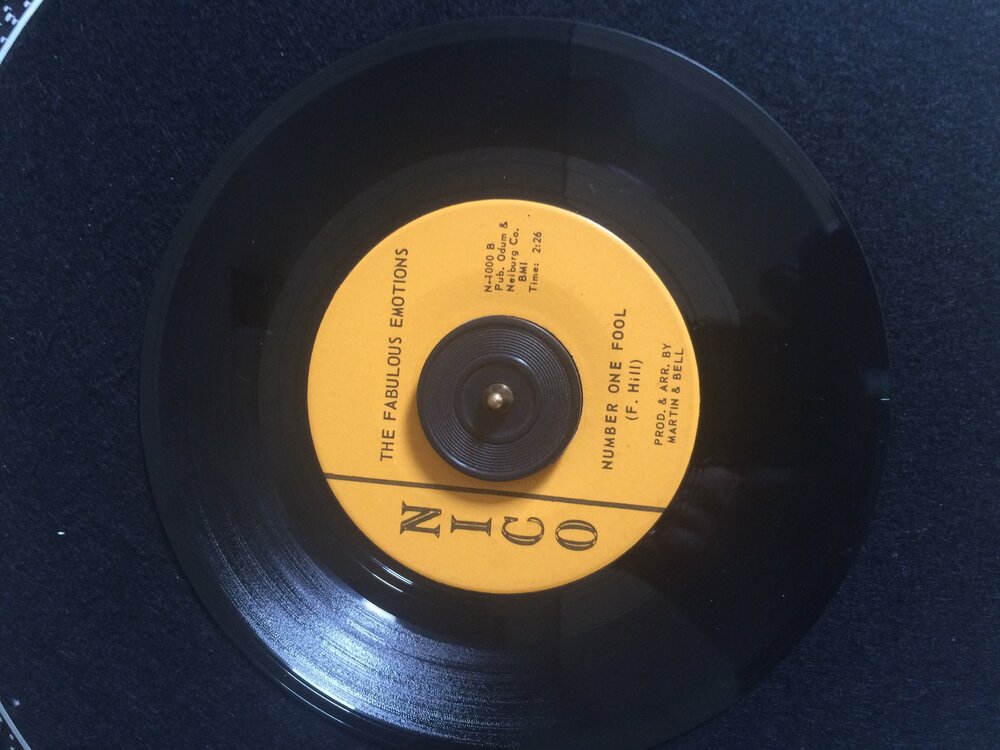 NICO
THE FABULOUS EMOTIONS
N-1000 B
Pub. Odum &
Neiburg Co.
BMI
Time: 2:26
NUMBER ONE FOOL
(F. Hill)
PROD. & ARR. BY
MARTIN & BELL